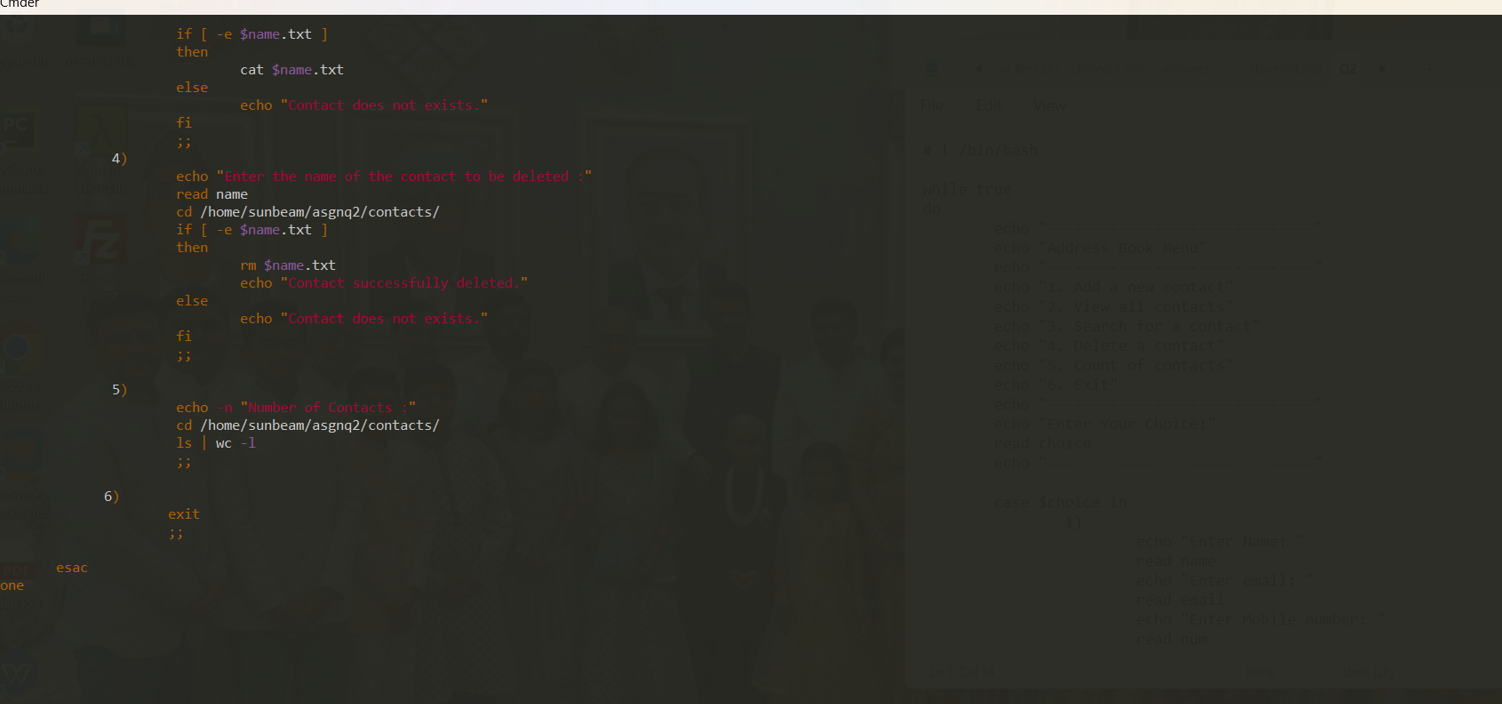 Cmder
if [ -e $name.txt ]
then
cat $name.txt
else
echo "Contact does not exists."
fi
;;
4)
echo "Enter the name of the contact to be deleted :"
read name
cd /home/sunbeam/asgnq2/contacts/
if [ -e $name.txt ]
then
rm $name.txt
echo "Contact successfully deleted."
else
echo "Contact does not exists."
fi
;;
5)
echo -n "Number of Contacts :"
cd /home/sunbeam/asgnq2/contacts/
ls | wc -l
;;
6)
exit
;;
esac
one
Q2
File Edit View
# ! /bin/bash
while true
do
echo "
echo "Address Book Menu"
echo "
echo "1. Add a new contact"
echo "2. View all contacts"
echo "3. Search for a contact"
echo "4. Delete a contact"
echo "5. Count of contacts"
echo "6. Exit"
echo "
echo "Enter Your Choice:"
read choice
echo "
case $choice in
1)
echo "Enter Name: "
read name
echo "Enter email: "
read email
echo "Enter Mobile number: "
read num
PC